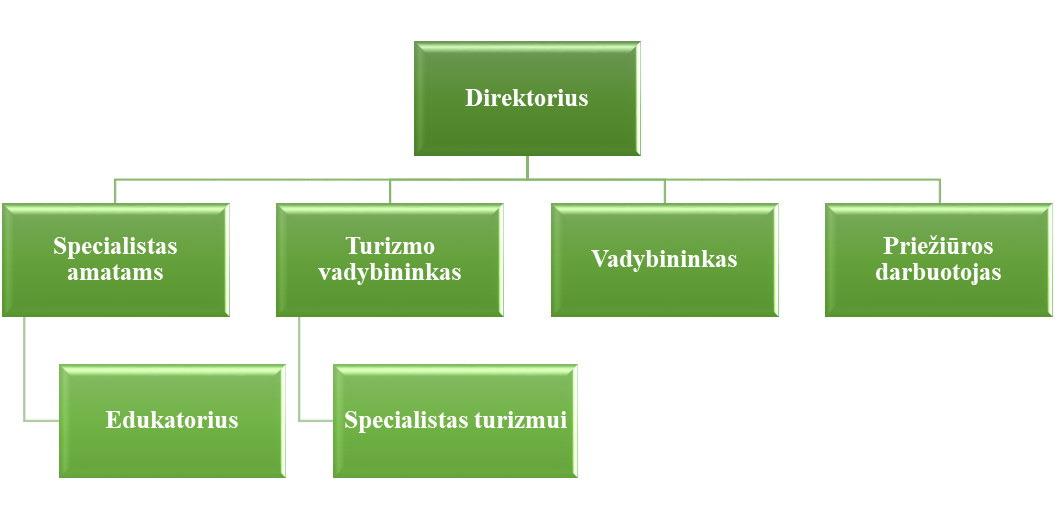 Direktorius
Specialistas
amatams
Turizmo
vadybininkas
Vadybininkas
Priežiūros
darbuotojas
Edukatorius
Specialistas turizmui